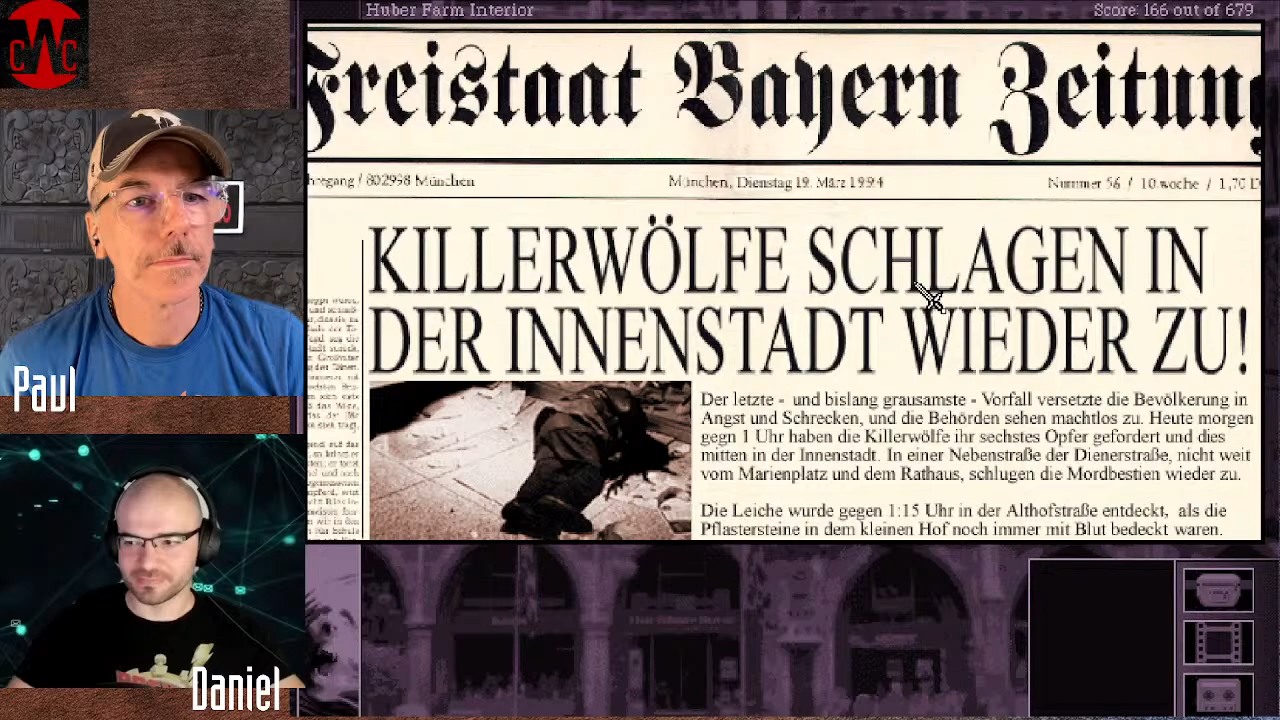 Huber Farm Interior
Score: 166 out of 679
CWC
Freistaat Bayern Zeitung
München, Dienstag 19. März 1994
802998 München
Nummer 56 / 10.woche / 1,70
KILLERWÖLFE SCHLAGEN IN
DER INNENSTADT WIEDER ZU!
Der letzte - und bislang grausamste - Vorfall versetzte die Bevölkerung in
Angst und Schrecken, und die Behörden sehen machtlos zu. Heute morgen
gegn 1 Uhr haben die Killerwölfe ihr sechstes Opfer gefordert und dies
mitten in der Innenstadt. In einer Nebenstraße der Dienerstraße, nicht weit
vom Marienplatz und dem Rathaus, schlugen die Mordbestien wieder zu.
Die Leiche wurde gegen 1:15 Uhr in der Althofstraße entdeckt, als die
Pflastersteine in dem kleinen Hof noch immer mit Blut bedeckt waren.
Paul
Daniel